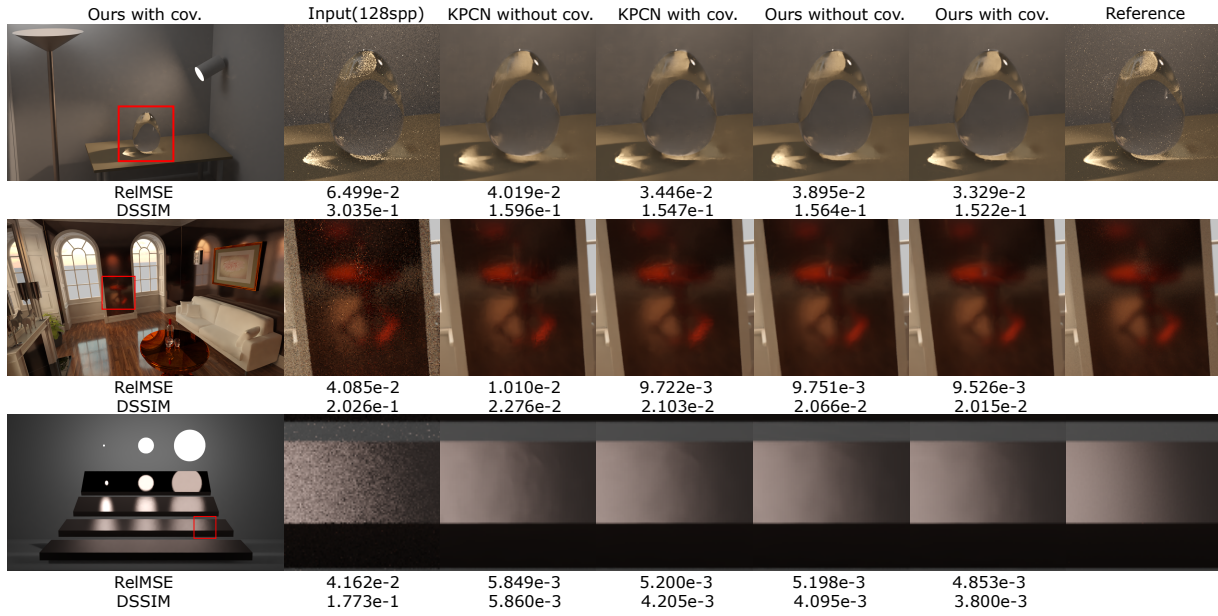 Ours with cov. Input(128spp) KPCN without cov. KPCN with cov. Ours without cov. Ours with cov. Reference
RelMSE 6.499e-2 4.019e-2 3.446e-2 3.895e-2 3.329e-2
DSSIM 3.035e-1 1.596e-1 1.547e-1 1.564e-1 1.522e-1
RelMSE 4.085e-2 1.010e-2 9.722e-3 9.751e-3 9.526e-3
DSSIM 2.026e-1 2.276e-2 2.103e-2 2.066e-2 2.015e-2
RelMSE 4.162e-2 5.849e-3 5.200e-3 5.198e-3 4.853e-3
DSSIM 1.773e-1 5.860e-3 4.205e-3 4.095e-3 3.800e-3